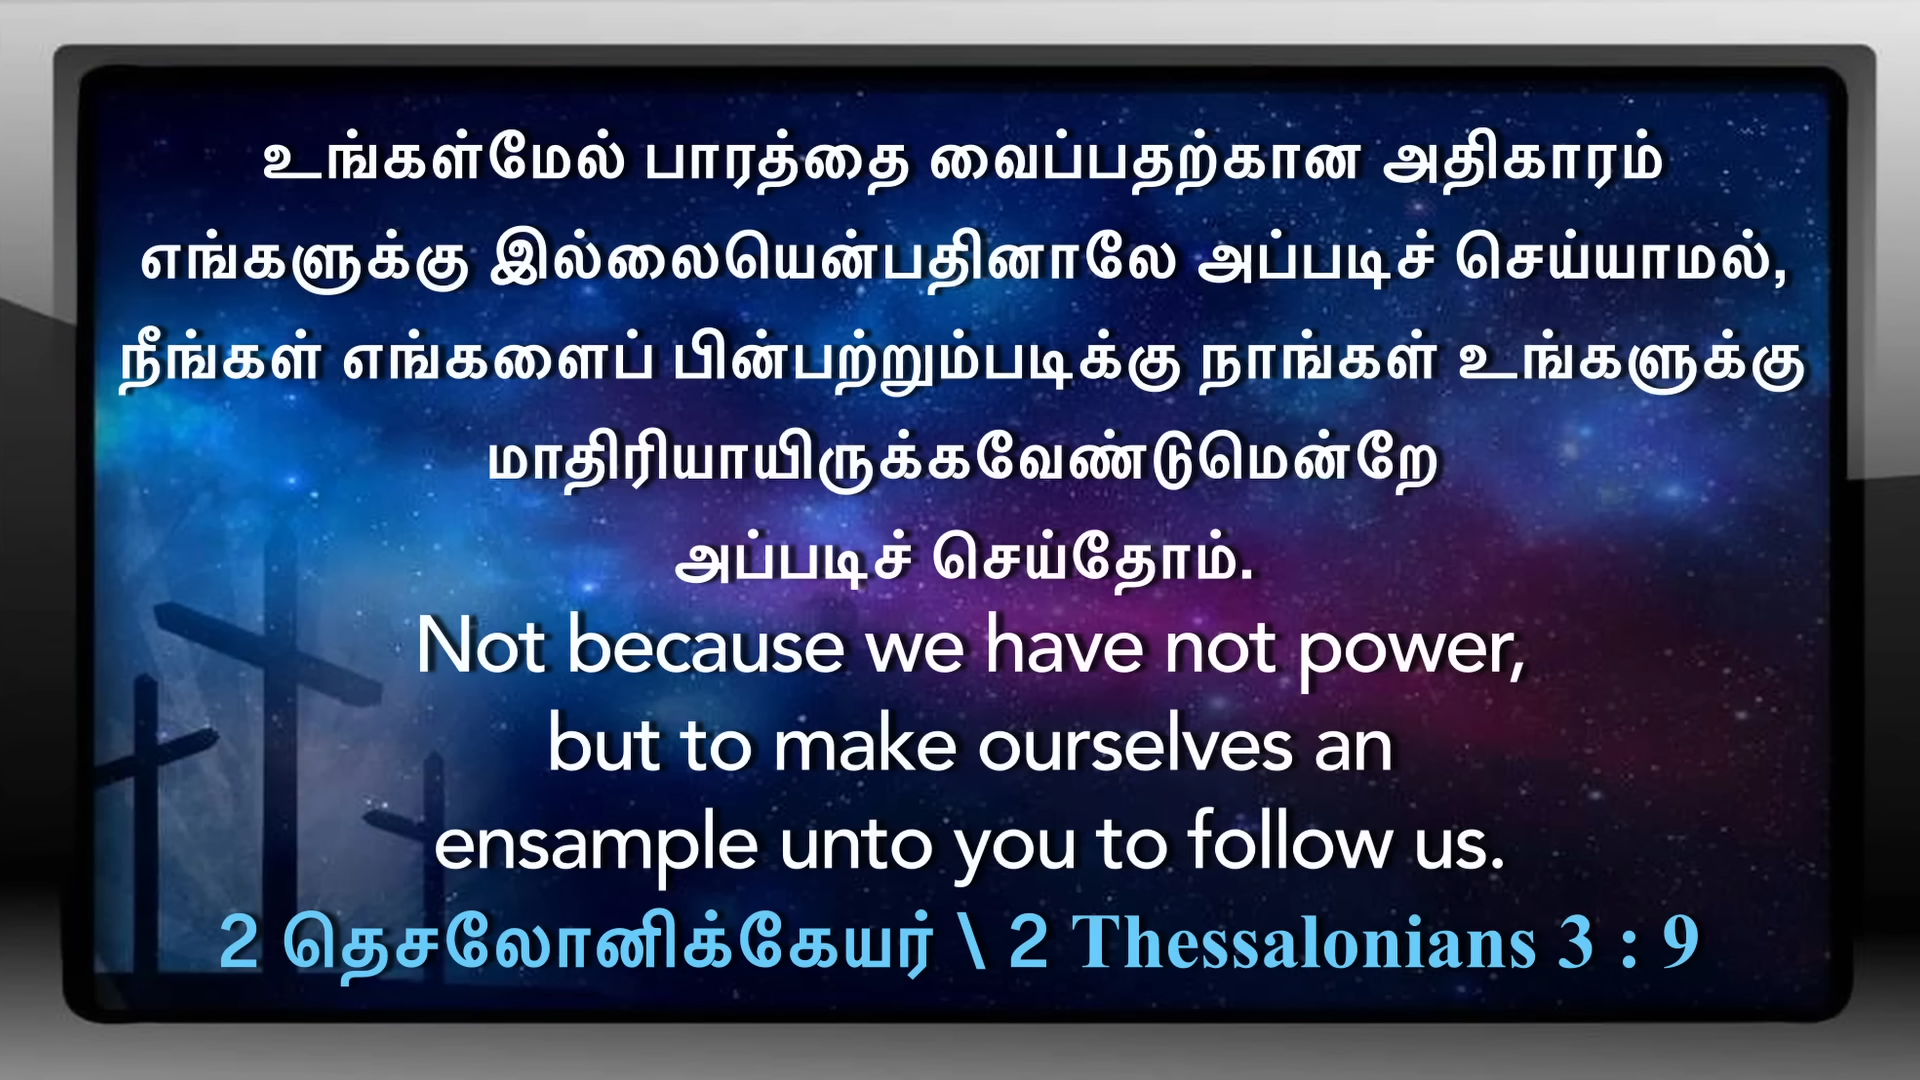 உங்கள்மேல் பாரத்தை வைப்பதற்கான அதிகாரம்
எங்களுக்கு இல்லையென்பதினாலே அப்படிச் செய்யாமல்,
நீங்கள் எங்களைப் பின்பற்றும்படிக்கு நாங்கள் உங்களுக்கு
மாதிரியாயிருக்கவேண்டுமென்றே
அப்படிச் செய்தோம்.
Not because we have not power,
but to make ourselves an
ensample unto you to follow us.
2 தெசலோனிக்கேயர் \ 2 Thessalonians 3 : 9